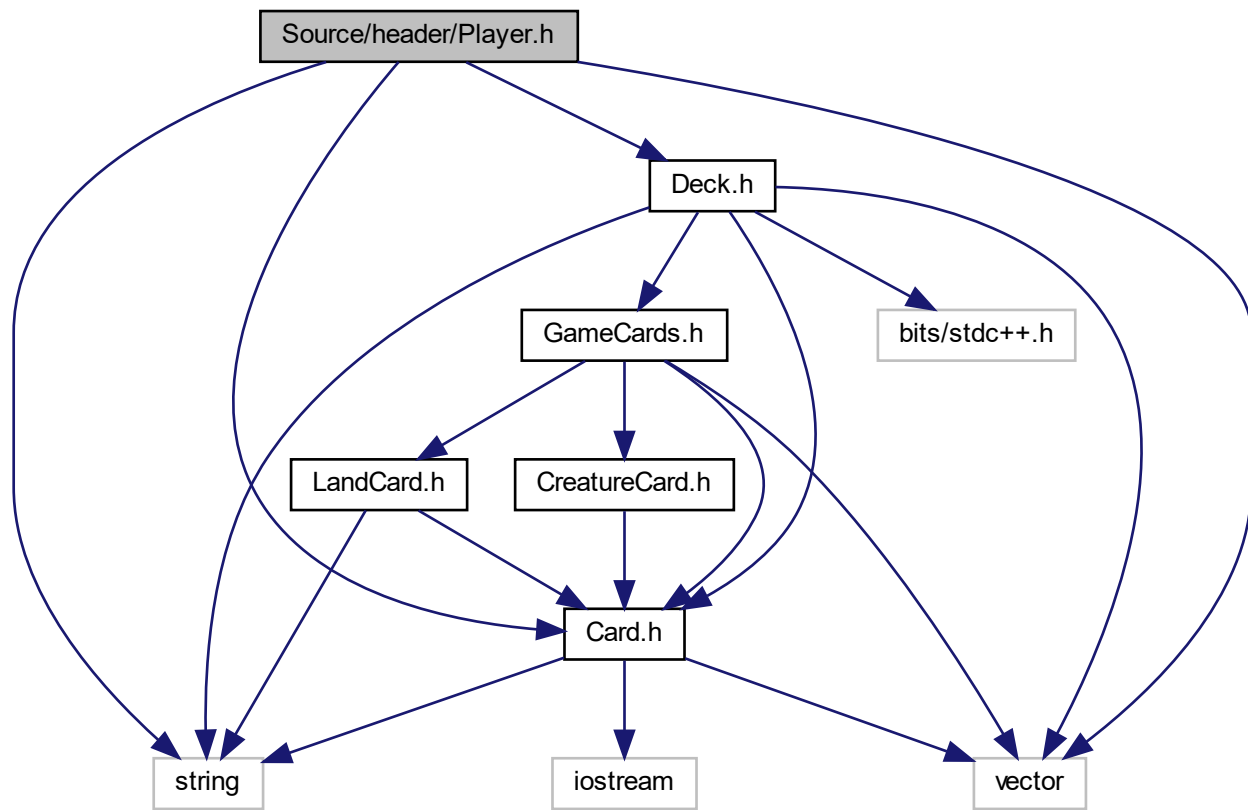 Source/header/Player.h
Deck.h
GameCards.h
bits/stdc++.h
LandCard.h
CreatureCard.h
Card.h
string
iostream
vector